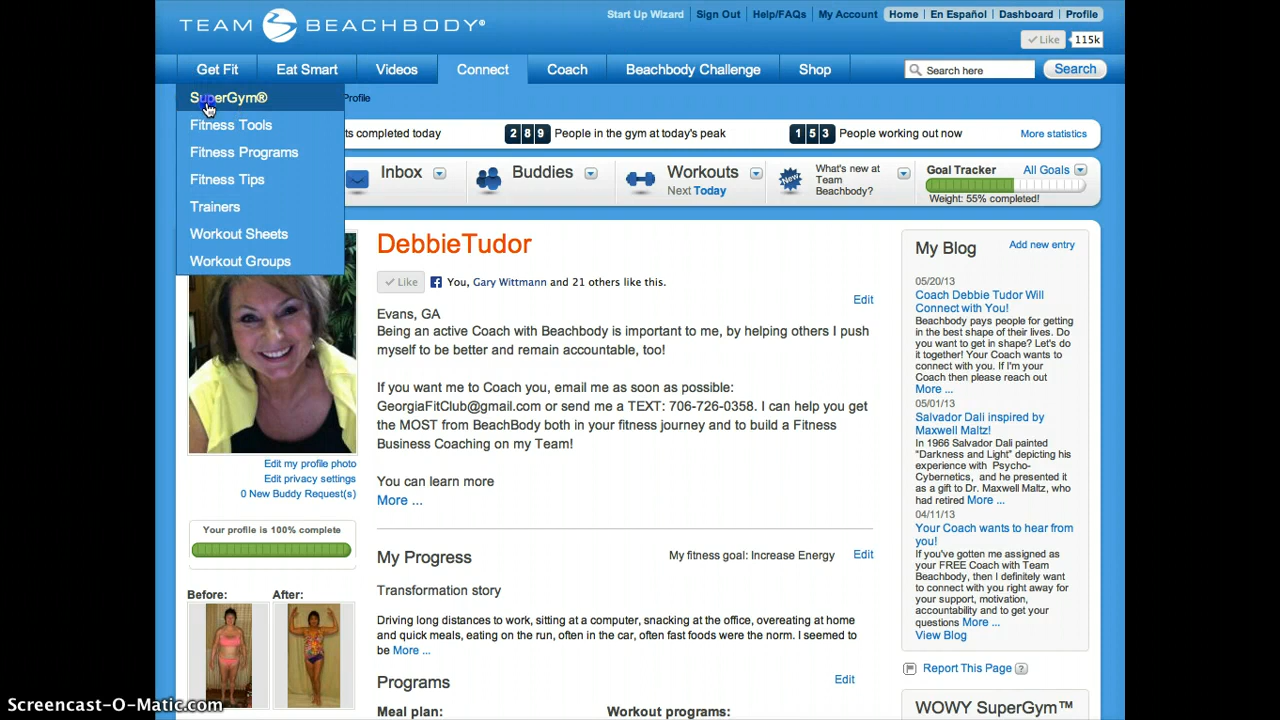 TEAM BEACHBODY®
Start Up Wizard Sign Out Help/FAQs My Account Home En Español Dashboard Profile
Like 115k
Get Fit Eat Smart Videos Connect Coach Beachbody Challenge Shop Search here Search
SuperGym® Profile
Fitness Tools
Fitness Programs
Fitness Tips
Trainers
Workout Sheets
Workout Groups
ts completed today 289 People in the gym at today's peak 153 People working out now More statistics
Inbox Buddies Workouts
Next Today
New What's new at
Team
Beachbody?
Goal Tracker All Goals
Weight: 55% completed!
DebbieTudor
Like You, Gary Wittmann and 21 others like this.
Edit
Evans, GA
Being an active Coach with Beachbody is important to me, by helping others I push
myself to be better and remain accountable, too!
If you want me to Coach you, email me as soon as possible:
GeorgiaFitClub@gmail.com or send me a TEXT: 706-726-0358. I can help you get
the MOST from BeachBody both in your fitness journey and to build a Fitness
Business Coaching on my Team!
You can learn more
More ...
Edit my profile photo
Edit privacy settings
0 New Buddy Request(s)
Your profile is 100% complete
Before: After:
My Progress My fitness goal: Increase Energy Edit
Transformation story
Driving long distances to work, sitting at a computer, snacking at the office, overeating at home
and quick meals, eating on the run, often in the car, often fast foods were the norm. I seemed to
be More ...
Programs Edit
Meal plan: Workout programs:
My Blog Add new entry
05/20/13
Coach Debbie Tudor Will
Connect with You!
Beachbody pays people for getting
in the best shape of their lives. Do
you want to get in shape? Let's do
it together! Your Coach wants to
connect with you. If I'm your
Coach then please reach out
More ...
05/01/13
Salvador Dali inspired by
Maxwell Maltz!
In 1966 Salvador Dali painted
"Darkness and Light" depicting his
experience with Psycho-
Cybernetics, and he presented it
as a gift to Dr. Maxwell Maltz, who
had retired More ...
04/11/13
Your Coach wants to hear from
you!
If you've gotten me assigned as
your FREE Coach with Team
Beachbody, then I definitely want
to connect with you right away for
your support, motivation,
accountability and to get your
questions More ...
View Blog
Report This Page ?
WOWY SuperGym™
Screencast-O-Matic.com